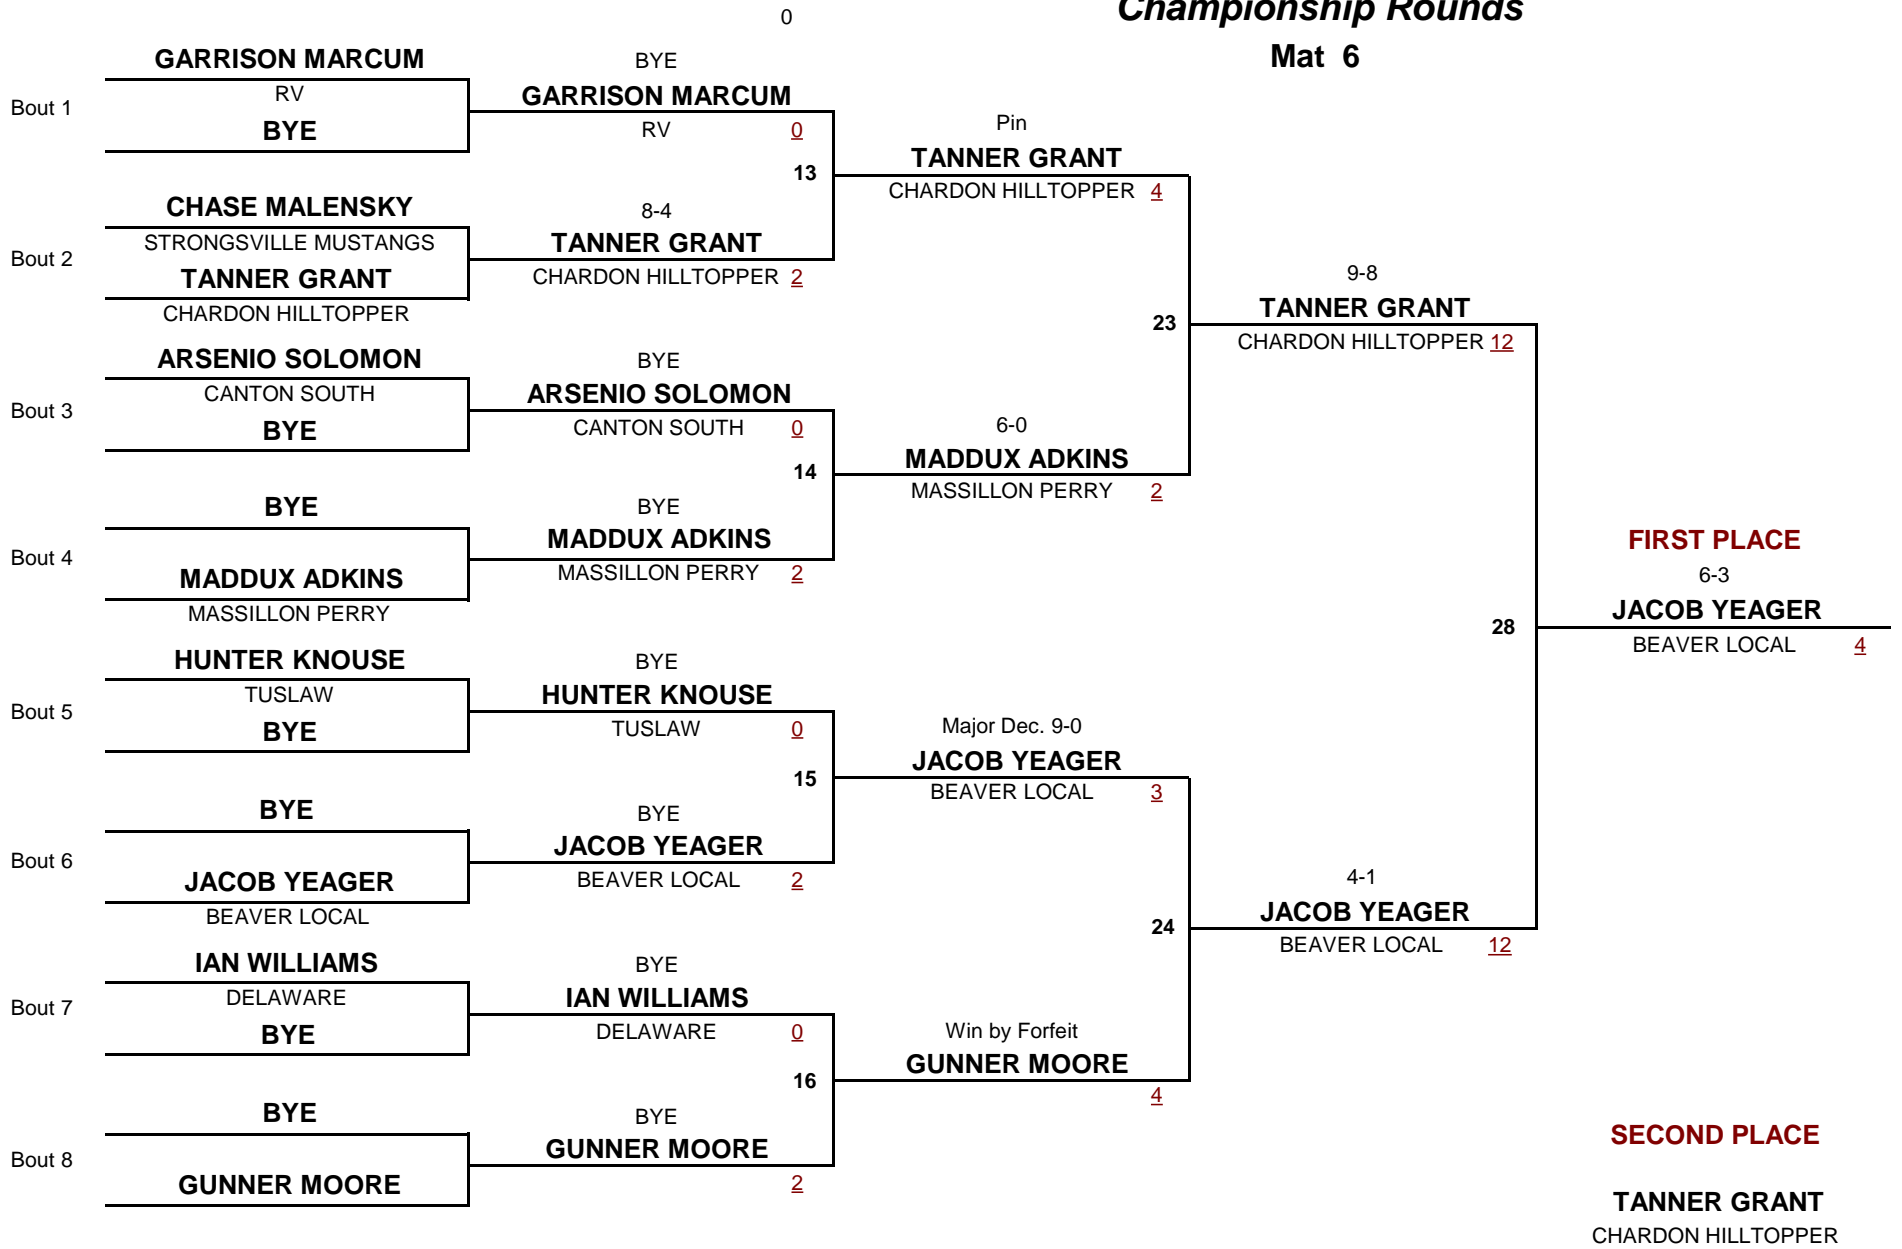 0
Championship Rounds
Mat 6
GARRISON MARCUM
RV
BYE
Bout 1
CHASE MALENSKY
STRONGSVILLE MUSTANGS
Bout 2
TANNER GRANT
CHARDON HILLTOPPER
ARSENIO SOLOMON
CANTON SOUTH
Bout 3
BYE
BYE
Bout 4
MADDUX ADKINS
MASSILLON PERRY
HUNTER KNOUSE
TUSLAW
Bout 5
BYE
BYE
Bout 6
JACOB YEAGER
BEAVER LOCAL
IAN WILLIAMS
DELAWARE
Bout 7
BYE
BYE
Bout 8
GUNNER MOORE
BYE
GARRISON MARCUM
RV 0
13
8-4
TANNER GRANT
CHARDON HILLTOPPER 2
BYE
ARSENIO SOLOMON
CANTON SOUTH 0
14
BYE
MADDUX ADKINS
MASSILLON PERRY 2
BYE
HUNTER KNOUSE
TUSLAW 0
15
BYE
JACOB YEAGER
BEAVER LOCAL 2
BYE
IAN WILLIAMS
DELAWARE 0
16
BYE
GUNNER MOORE
2
Pin
TANNER GRANT
CHARDON HILLTOPPER 4
23
6-0
MADDUX ADKINS
MASSILLON PERRY 2
Major Dec. 9-0
JACOB YEAGER
BEAVER LOCAL 3
24
Win by Forfeit
GUNNER MOORE
4
9-8
TANNER GRANT
CHARDON HILLTOPPER 12
28
4-1
JACOB YEAGER
BEAVER LOCAL 12
FIRST PLACE
6-3
JACOB YEAGER
BEAVER LOCAL 4
SECOND PLACE
TANNER GRANT
CHARDON HILLTOPPER